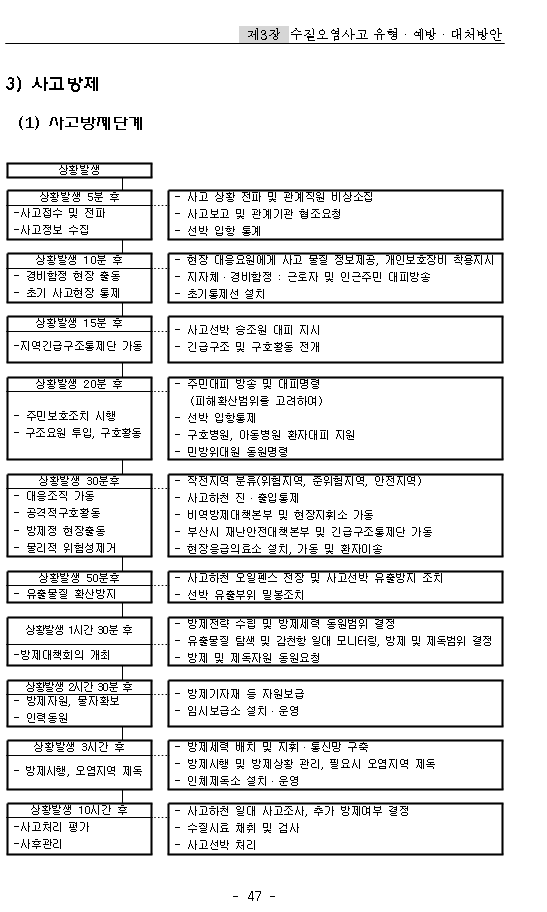 제3장 수질오염사고 유형·예방·대처방안
3) 사고방제
(1) 사고방제단계
상황발생
상황발생 5분 후
-사고접수 및 전파
-사고정보 수집
- 사고 상황 전파 및 관계직원 비상소집
- 사고보고 및 관계기관 협조요청
- 선박 입항 통계
상황발생 10분 후
- 경비함정 현장 출동
- 초기 사고현장 통제
- 현장 대응요원에게 사고 물질 정보제공, 개인보호장비 착용지시
- 지자체·경비함정 : 근로자 및 인근주민 대피방송
- 초기통제선 설치
상황발생 15분 후
-지역긴급구조통제단 가동
- 사고선박 승조원 대피 지시
- 긴급구조 및 구호활동 전개
상황발생 20분 후
- 주민보호조치 시행
- 구조요원 투입, 구호활동
- 주민대피 방송 및 대피명령
(피해확산범위를 고려하여)
- 선박 입항통제
- 구호병원, 이동병원 환자대피 지원
- 민방위대원 동원명령
상황발생 30분후
- 대응조직 가동
- 공격적구호활동
- 방제정 현장출동
- 물리적 위험성제거
- 작전지역 분류(위험지역, 준위험지역, 안전지역)
- 사고하천 진·출입통제
- 비역방제대책본부 및 현장지휘소 가동
- 부산시 재난안전대책본부 및 긴급구조통제단 가동
- 현장응급의료소 설치, 가동 및 환자이송
상황발생 50분후
- 유출물질 확산방지
- 사고하천 오일펜스 전장 및 사고선박 유출방지 조치
- 선박 유출부위 밀봉조치
상황발생 1시간 30분 후
-방제대책회의 개최
- 방제전략 수립 및 방제세력 동원범위 결정
- 유출물질 탐색 및 감천항 일대 모니터링, 방제 및 제독범위 결정
- 방제 및 제독자원 동원요청
상황발생 2시간 30분 후
- 방제자원, 물자확보
- 인력동원
- 방제기자재 등 자원보급
- 임시보급소 설치·운영
상황발생 3시간 후
- 방제시행, 오염지역 제독
- 방제세력 배치 및 지휘·통신망 구축
- 방제시행 및 방제상황 관리, 필요시 오염지역 제독
- 인체제독소 설치·운영
상황발생 10시간 후
-사고처리 평가
-사후관리
- 사고하천 일대 사고조사, 추가 방제여부 결정
- 수질시료 채취 및 검사
- 사고선박 처리
- 47 -